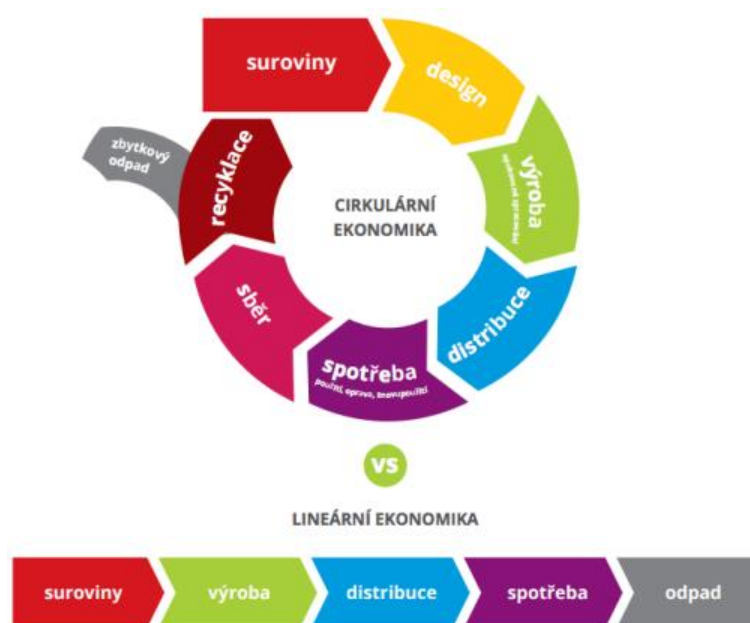 suroviny
design
výroba
distribuce
spotřeba
použití, oprava, znovupoužití
sběr
recyklace
zbytkový
odpad
CIRKULÁRNÍ
EKONOMIKA
VS
LINEÁRNÍ EKONOMIKA
suroviny
výroba
distribuce
spotřeba
odpad